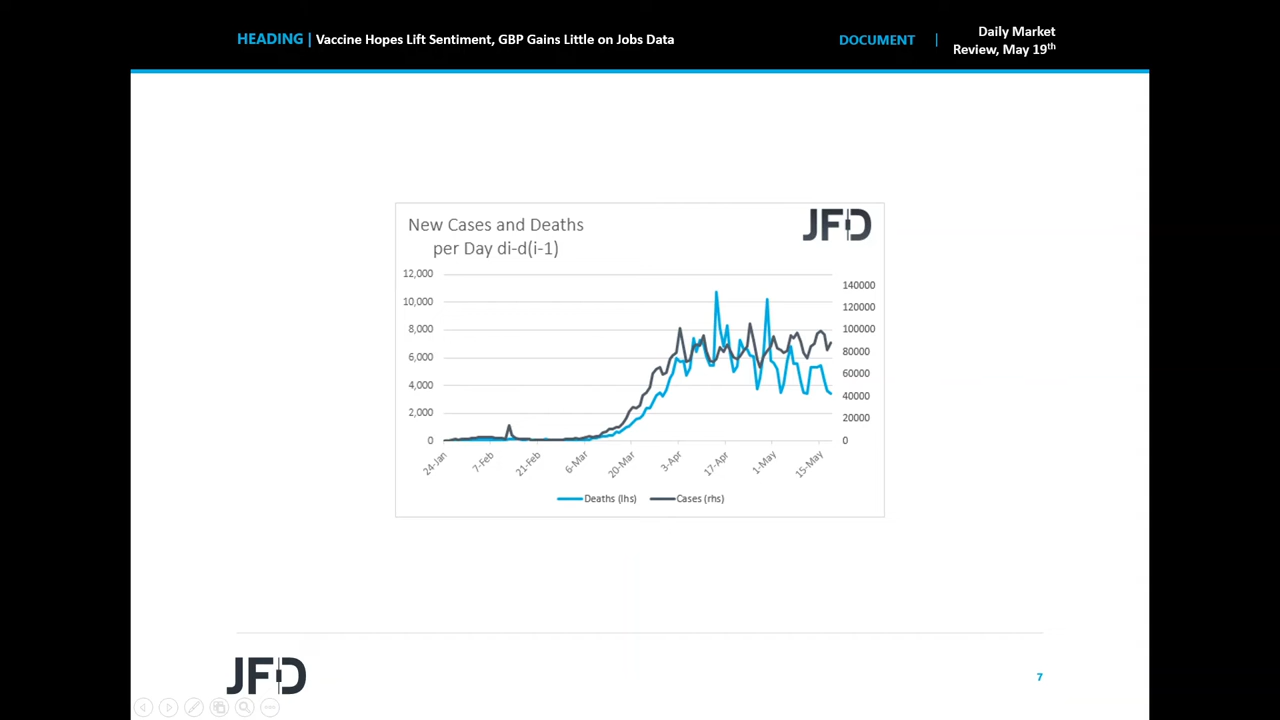 HEADING | Vaccine Hopes Lift Sentiment, GBP Gains Little on Jobs Data
DOCUMENT |
Daily Market
Review, May 19th
New Cases and Deaths
per Day di-d(i-1)
JFD
12,000
10,000
8,000
6,000
4,000
2,000
0
140000
120000
100000
80000
60000
40000
20000
0
24-Jan
7-Feb
21-Feb
6-Mar
20-Mar
3-Apr
17-Apr
1-May
15-May
Deaths (lhs)
Cases (rhs)
JFD
7